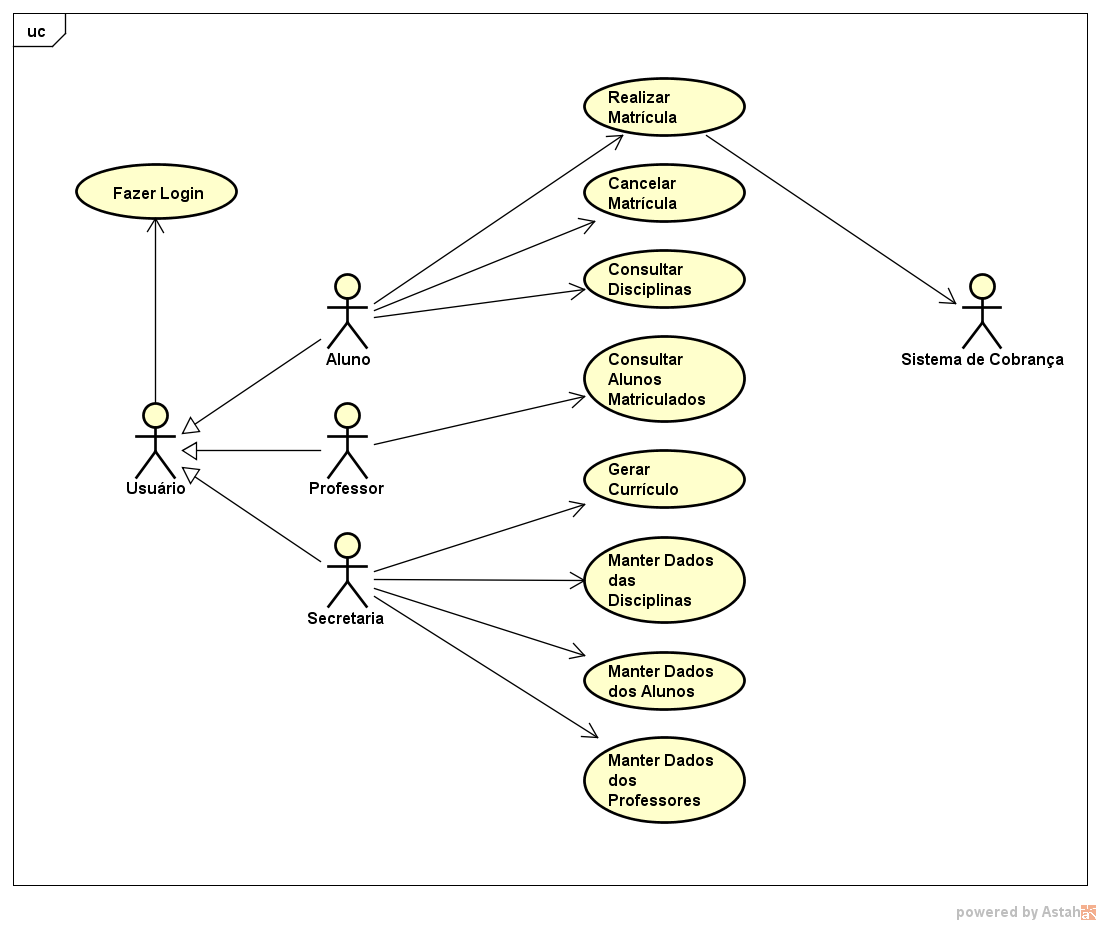 uc
Realizar
Matrícula
Fazer Login
Cancelar
Matrícula
Consultar
Disciplinas
Aluno
Sistema de Cobrança
Consultar
Alunos
Matriculados
Usuário
Professor
Gerar
Currículo
Manter Dados
das
Disciplinas
Secretaria
Manter Dados
dos Alunos
Manter Dados
dos
Professores
powered by Astah